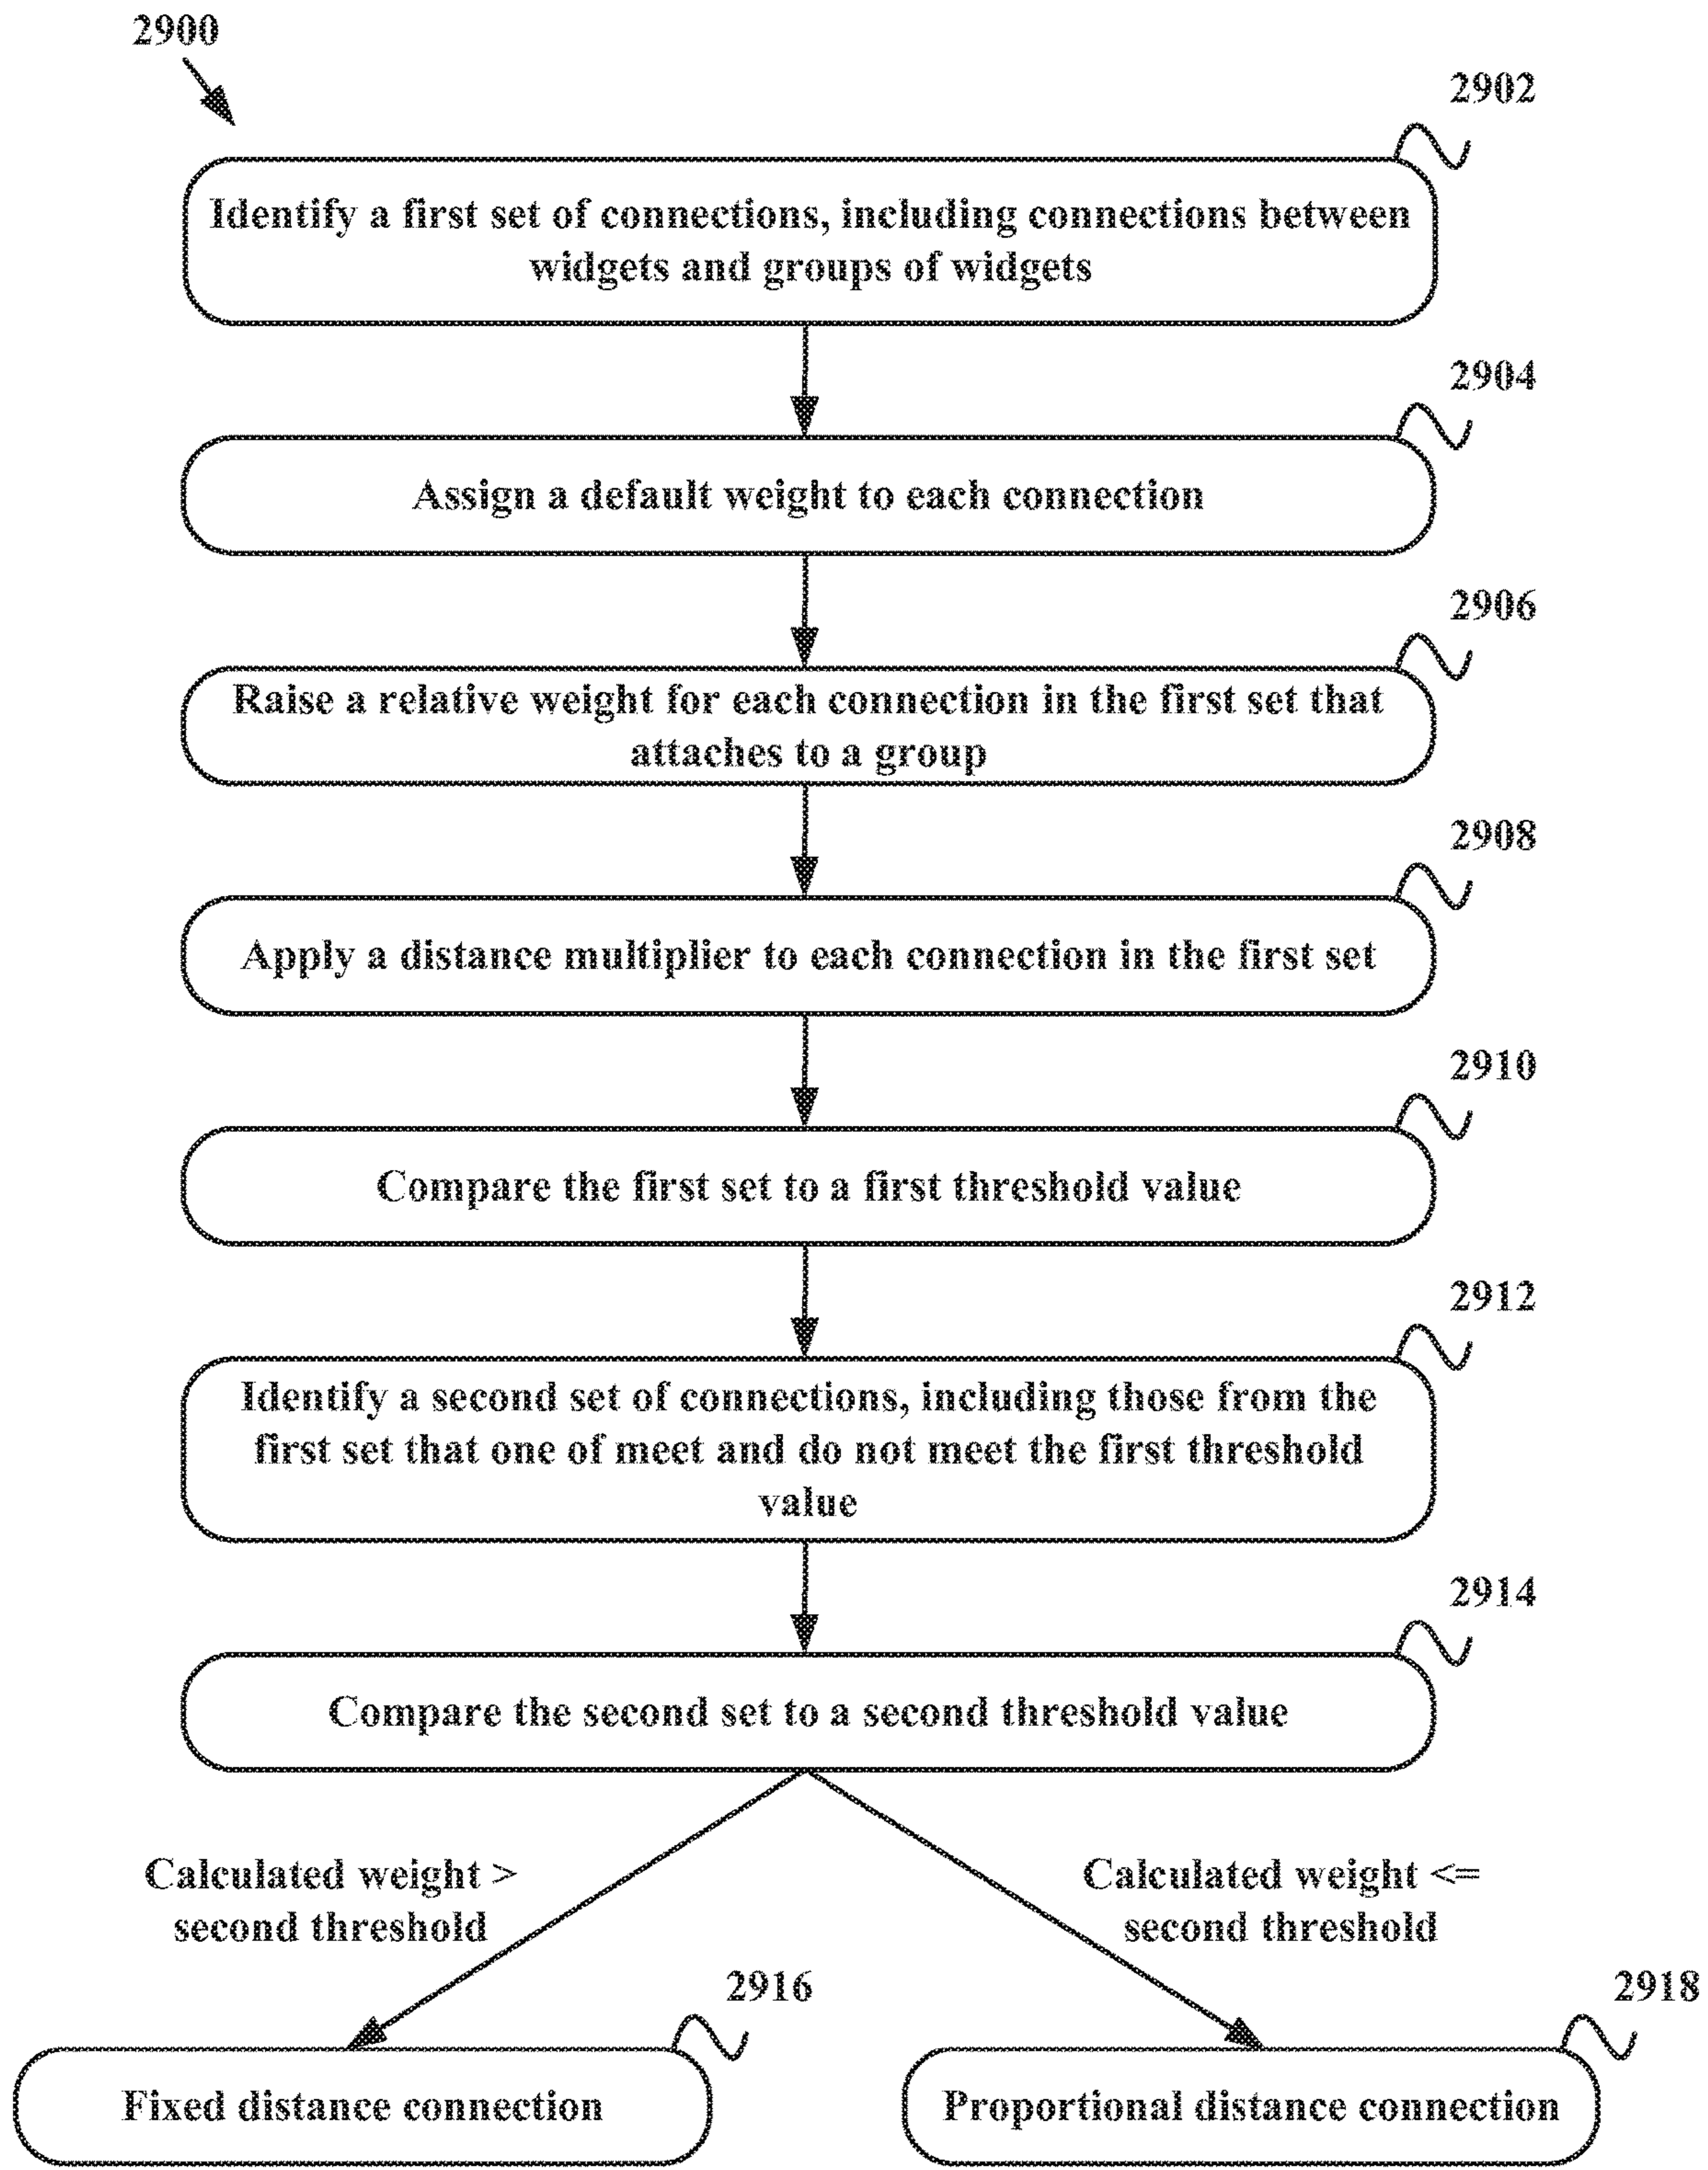 2900
2902
Identify a first set of connections, including connections between
widgets and groups of widgets
2904
Assign a default weight to each connection
2906
Raise a relative weight for each connection in the first set that
attaches to a group
2908
Apply a distance multiplier to each connection in the first set
2910
Compare the first set to a first threshold value
2912
Identify a second set of connections, including those from the
first set that one of meet and do not meet the first threshold
value
2914
Compare the second set to a second threshold value
Calculated weight >
second threshold
Calculated weight <=
second threshold
2916
Fixed distance connection
2918
Proportional distance connection